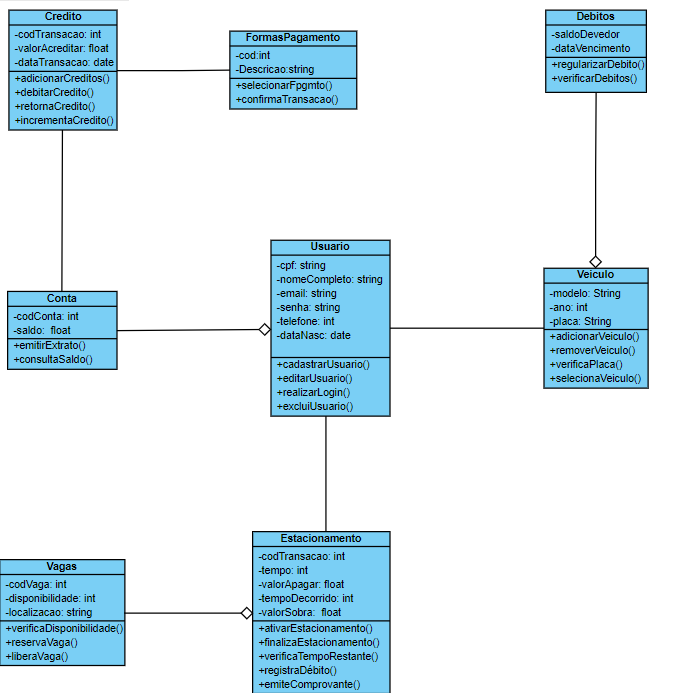 Credito
-codTransacao: int
-valorAcreditar: float
-dataTransacao: date
+adicionarCreditos()
+debitarCredito()
+retornaCredito()
+incrementaCredito()
FormasPagamento
-cod:int
-Descricao:string
+selecionarFpgmto()
+confirmaTransacao()
Debitos
-saldoDevedor
-dataVencimento
+regularizarDebito()
+verificarDebitos()
Conta
-codConta: int
-saldo: float
+emitirExtrato()
+consultaSaldo()
Usuario
-cpf: string
-nomeCompleto: string
-email: string
-senha: string
-telefone: int
-dataNasc: date
+cadastrarUsuario()
+editarUsuario()
+realizarLogin()
+excluiUsuario()
Veiculo
-modelo: String
-ano: int
-placa: String
+adicionarVeiculo()
+removerVeiculo()
+verificaPlaca()
+selecionaVeiculo()
Vagas
-codVaga: int
-disponibilidade: int
-localizacao: string
+verificaDisponibilidade()
+reservaVaga()
+liberaVaga()
Estacionamento
-codTransacao: int
-tempo: int
-valorApagar: float
-tempoDecorrido: int
-valorSobra: float
+ativarEstacionamento()
+finalizaEstacionamento()
+verificaTempoRestante()
+registraDébito()
+emiteComprovante()